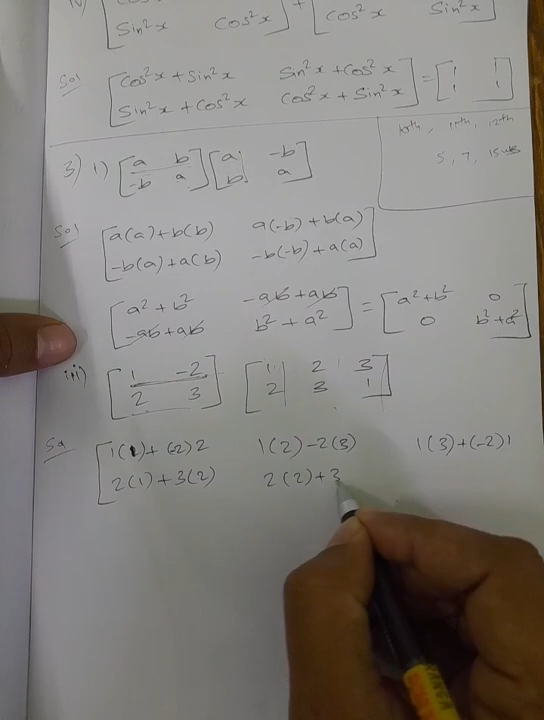 iv)
Sin²x Cos²x] + [Cos²x Sin²x]
Sol [Cos²x + Sin²x Sin²x + Cos²x
Sin²x + Cos²x Cos²x + Sin²x] = [1 1
1 1]
10th, 11th, 12th
5, 7, 15
3) i) [a b
-b a] [a -b
b a]
Sol [a(a)+b(b) a(-b)+b(a)
-b(a)+a(b) -b(-b)+a(a)]
[a²+b² -ab+ab
-ab+ab b²+a²] = [a²+b² 0
0 b²+a²]
iii) [1 -2
2 3] [1 2 3
2 3 1]
Sol [1(1)+(-2)2 1(2)-2(3) 1(3)+(-2)1
2(1)+3(2) 2(2)+3